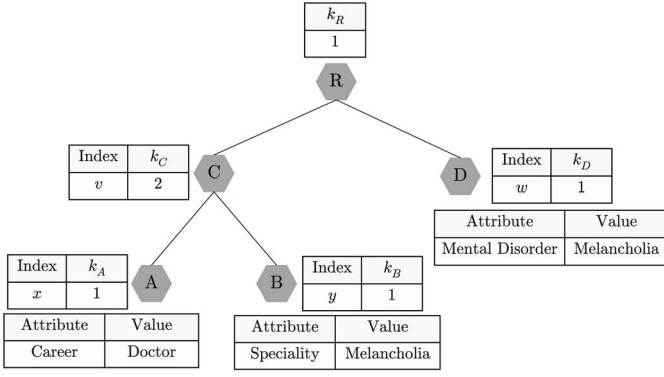 k_R
1
R
Index k_C
v 2
C
D
Index k_D
w 1
Attribute Value
Mental Disorder Melancholia
Index k_A
x 1
A
B
Index k_B
y 1
Attribute Value
Career Doctor
Attribute Value
Speciality Melancholia